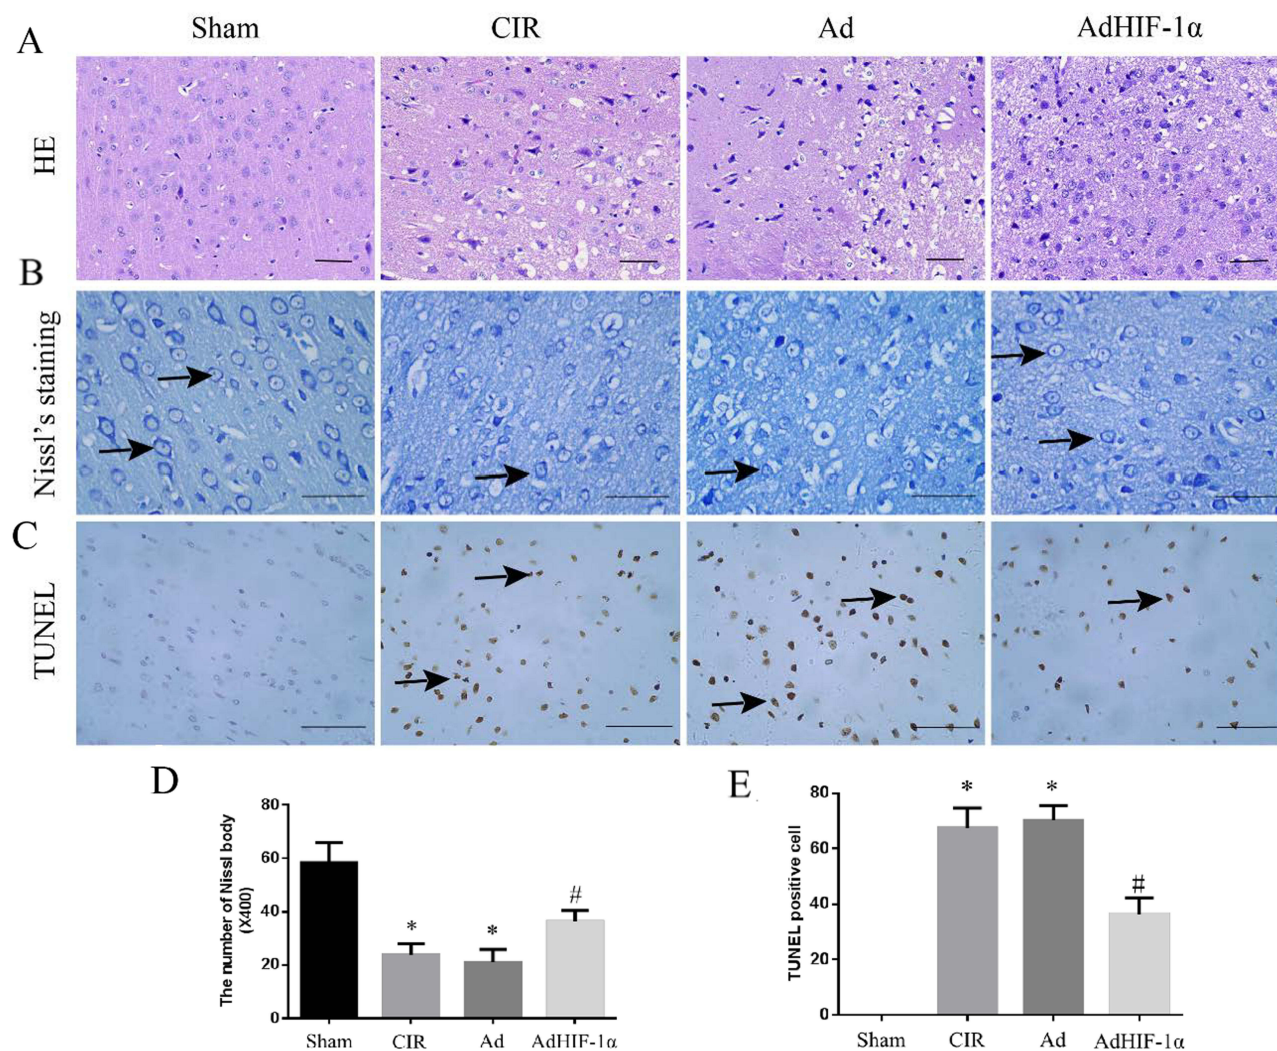 A
Sham
CIR
Ad
AdHIF-1α
HE
B
Nissl's staining
C
TUNEL
D
The number of Nissl body
(X400)
80
60
40
20
0
*
*
#
Sham
CIR
Ad
AdHIF-1α
E
TUNEL positive cell
80
60
40
20
0
*
*
#
Sham
CIR
Ad
AdHIF-1α